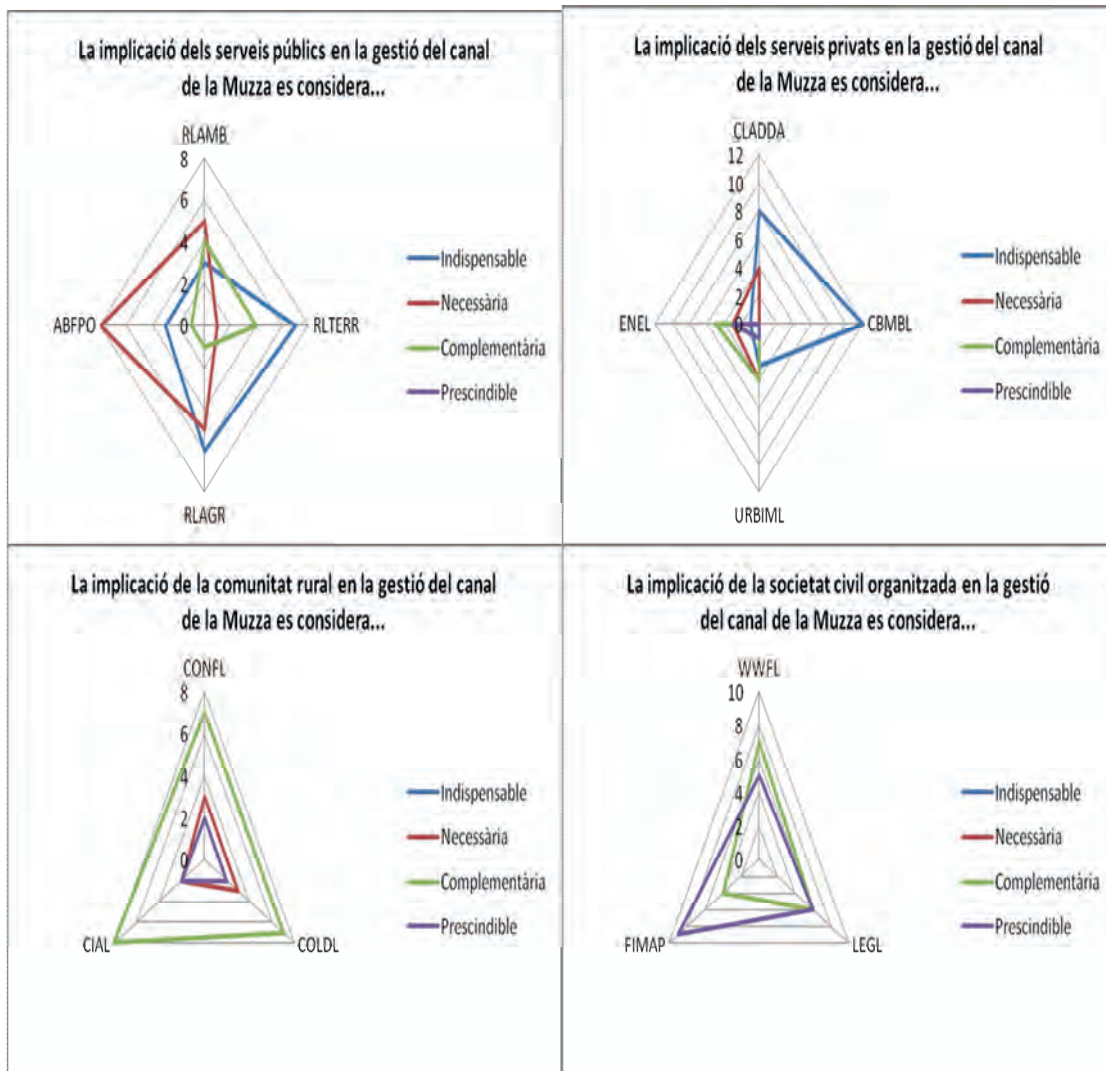 La implicació dels serveis públics en la gestió del canal
de la Muzza es considera...
RLAMB
8
6
4
2
0
ABFPO
RLTERR
RLAGR
Indispensable
Necessària
Complementària
Prescindible
La implicació dels serveis privats en la gestió del canal
de la Muzza es considera...
CLADDA
12
10
8
6
4
2
0
ENEL
CBMBL
URBIML
Indispensable
Necessària
Complementària
Prescindible
La implicació de la comunitat rural en la gestió del canal
de la Muzza es considera...
CONFL
8
6
4
2
0
CIAL
COLDL
Indispensable
Necessària
Complementària
Prescindible
La implicació de la societat civil organitzada en la gestió
del canal de la Muzza es considera...
WWFL
10
8
6
4
2
0
FIMAP
LEGL
Indispensable
Necessària
Complementària
Prescindible